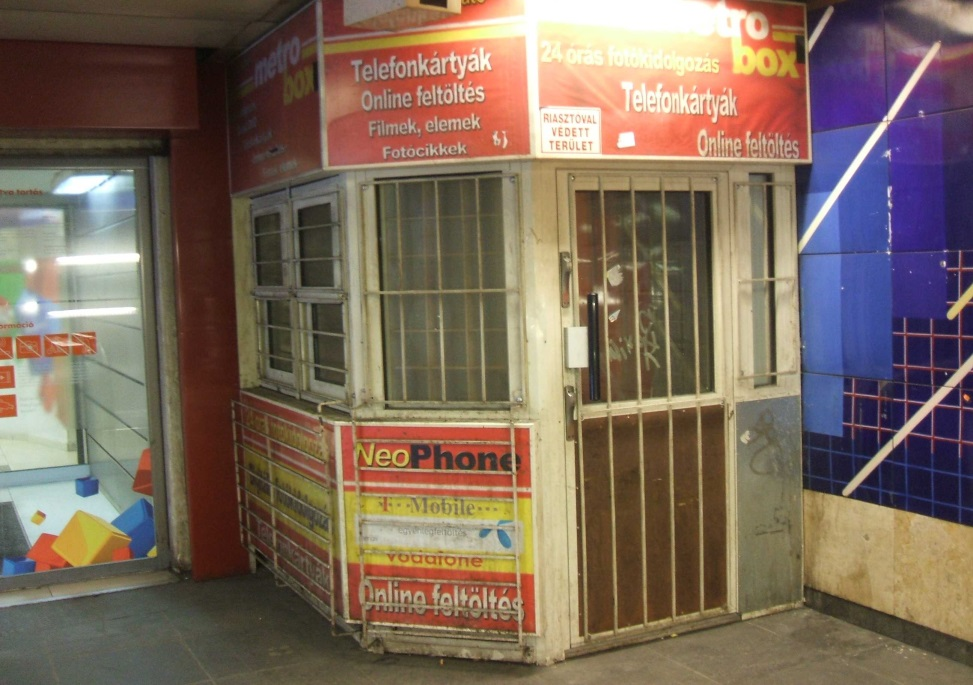 metro
box
Telefonkártyák
Online feltöltés
Filmek, elemek
Fotócikkek
metro
box
24 órás fotókidolgozás
Telefonkártyák
Online feltöltés
RIASZTÓVAL
VÉDETT
TERÜLET
NeoPhone
T··Mobile···
vodafone
Online feltöltés